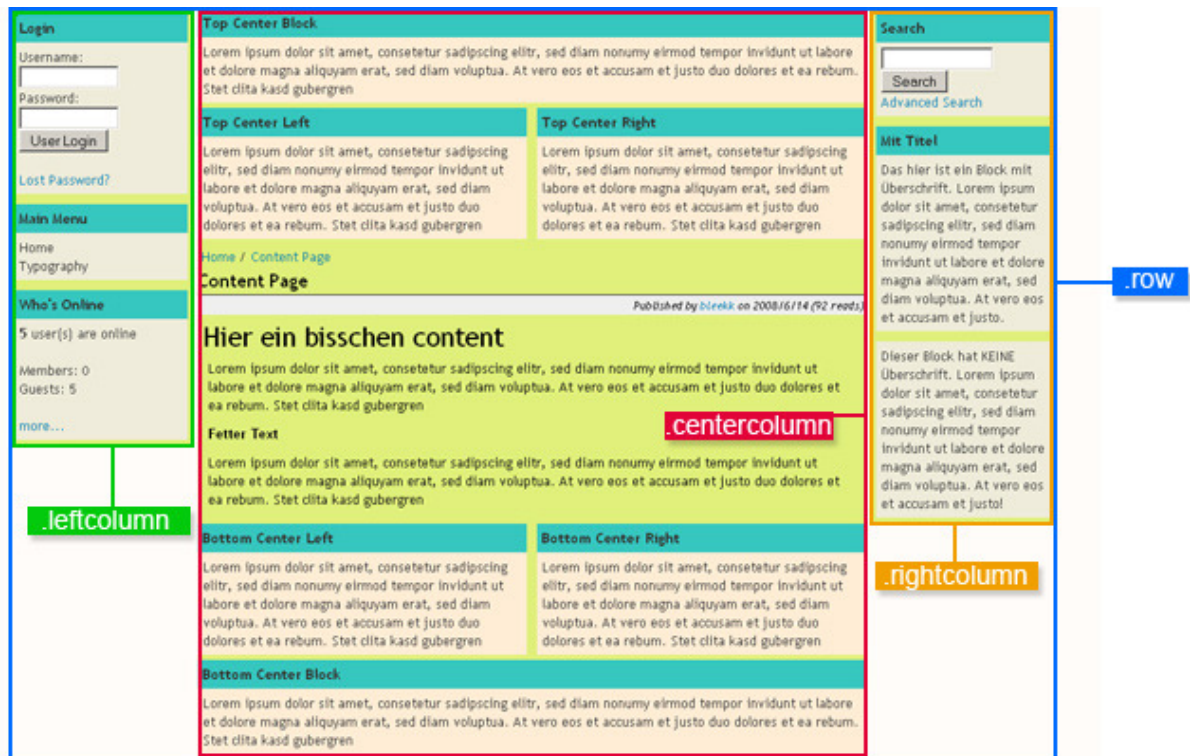 Login
Username:
Password:
User Login
Lost Password?
Main Menu
Home
Typography
Who's Online
5 user(s) are online
Members: 0
Guests: 5
more...
.leftcolumn
Top Center Block
Lorem ipsum dolor sit amet, consetetur sadipscing elitr, sed diam nonumy eirmod tempor invidunt ut labore
et dolore magna aliquyam erat, sed diam voluptua. At vero eos et accusam et justo duo dolores et ea rebum.
Stet clita kasd gubergren
Top Center Left
Lorem ipsum dolor sit amet, consetetur sadipscing
elitr, sed diam nonumy eirmod tempor invidunt ut
labore et dolore magna aliquyam erat, sed diam
voluptua. At vero eos et accusam et justo duo
dolores et ea rebum. Stet clita kasd gubergren
Top Center Right
Lorem ipsum dolor sit amet, consetetur sadipscing
elitr, sed diam nonumy eirmod tempor invidunt ut
labore et dolore magna aliquyam erat, sed diam
voluptua. At vero eos et accusam et justo duo
dolores et ea rebum. Stet clita kasd gubergren
Home / Content Page
Content Page
Published by bleekk on 2008/6/14 (92 reads)
Hier ein bisschen content
Lorem ipsum dolor sit amet, consetetur sadipscing elitr, sed diam nonumy eirmod tempor invidunt ut
labore et dolore magna aliquyam erat, sed diam voluptua. At vero eos et accusam et justo duo dolores et
ea rebum. Stet clita kasd gubergren
.centercolumn
Fetter Text
Lorem ipsum dolor sit amet, consetetur sadipscing elitr, sed diam nonumy eirmod tempor invidunt ut
labore et dolore magna aliquyam erat, sed diam voluptua. At vero eos et accusam et justo duo dolores et
ea rebum. Stet clita kasd gubergren
Bottom Center Left
Lorem ipsum dolor sit amet, consetetur sadipscing
elitr, sed diam nonumy eirmod tempor invidunt ut
labore et dolore magna aliquyam erat, sed diam
voluptua. At vero eos et accusam et justo duo
dolores et ea rebum. Stet clita kasd gubergren
Bottom Center Right
Lorem ipsum dolor sit amet, consetetur sadipscing
elitr, sed diam nonumy eirmod tempor invidunt ut
labore et dolore magna aliquyam erat, sed diam
voluptua. At vero eos et accusam et justo duo
dolores et ea rebum. Stet clita kasd gubergren
Bottom Center Block
Lorem ipsum dolor sit amet, consetetur sadipscing elitr, sed diam nonumy eirmod tempor invidunt ut labore
et dolore magna aliquyam erat, sed diam voluptua. At vero eos et accusam et justo duo dolores et ea rebum.
Stet clita kasd gubergren
Search
Search
Advanced Search
Mit Titel
Das hier ist ein Block mit
Überschrift. Lorem ipsum
dolor sit amet, consetetur
sadipscing elitr, sed diam
nonumy eirmod tempor
invidunt ut labore et dolore
magna aliquyam erat, sed
diam voluptua. At vero eos
et accusam et justo.
Dieser Block hat KEINE
Überschrift. Lorem ipsum
dolor sit amet, consetetur
sadipscing elitr, sed diam
nonumy eirmod tempor
invidunt ut labore et dolore
magna aliquyam erat, sed
diam voluptua. At vero eos
et accusam et justo!
.rightcolumn
.row